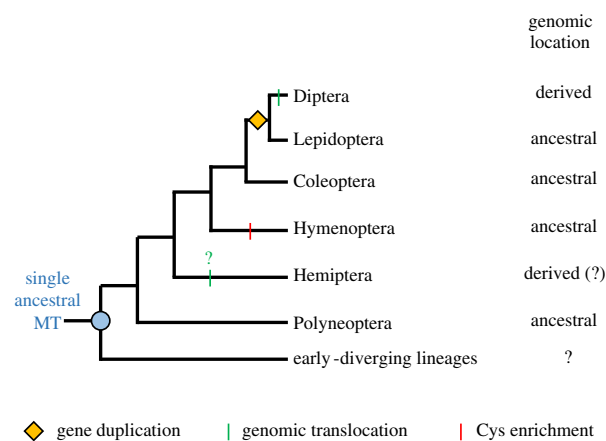 genomic
location
Diptera derived
Lepidoptera ancestral
Coleoptera ancestral
Hymenoptera ancestral
?
Hemiptera derived (?)
single
ancestral
MT
Polyneoptera ancestral
early-diverging lineages ?
gene duplication genomic translocation Cys enrichment